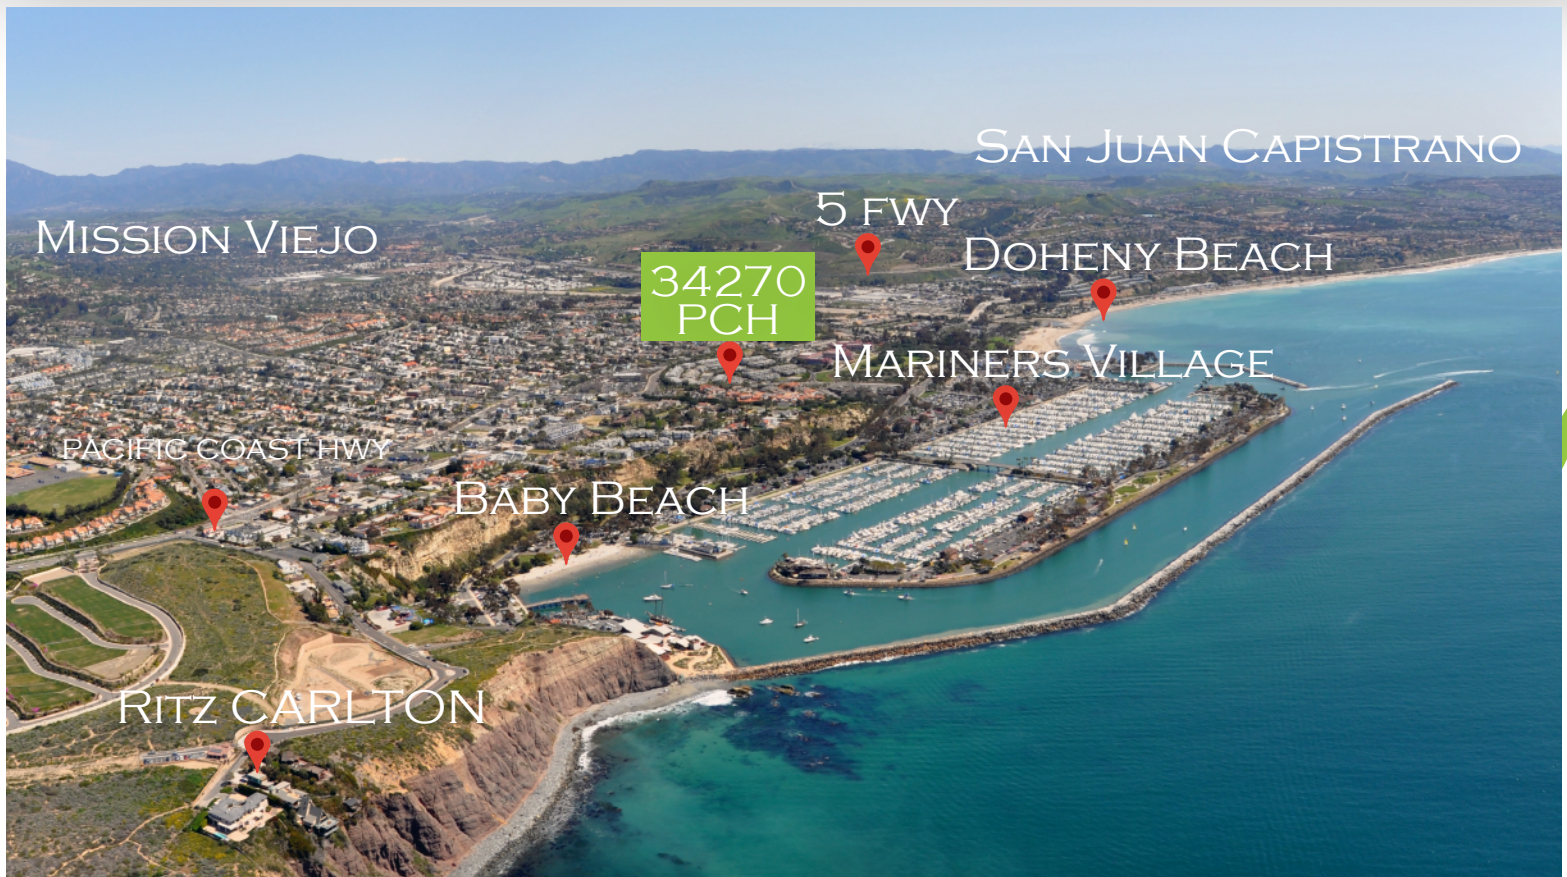 San Juan Capistrano
5 fwy
Mission Viejo
Doheny Beach
34270
PCH
Mariners Village
PACIFIC COAST HWY
Baby Beach
Ritz CARLTON